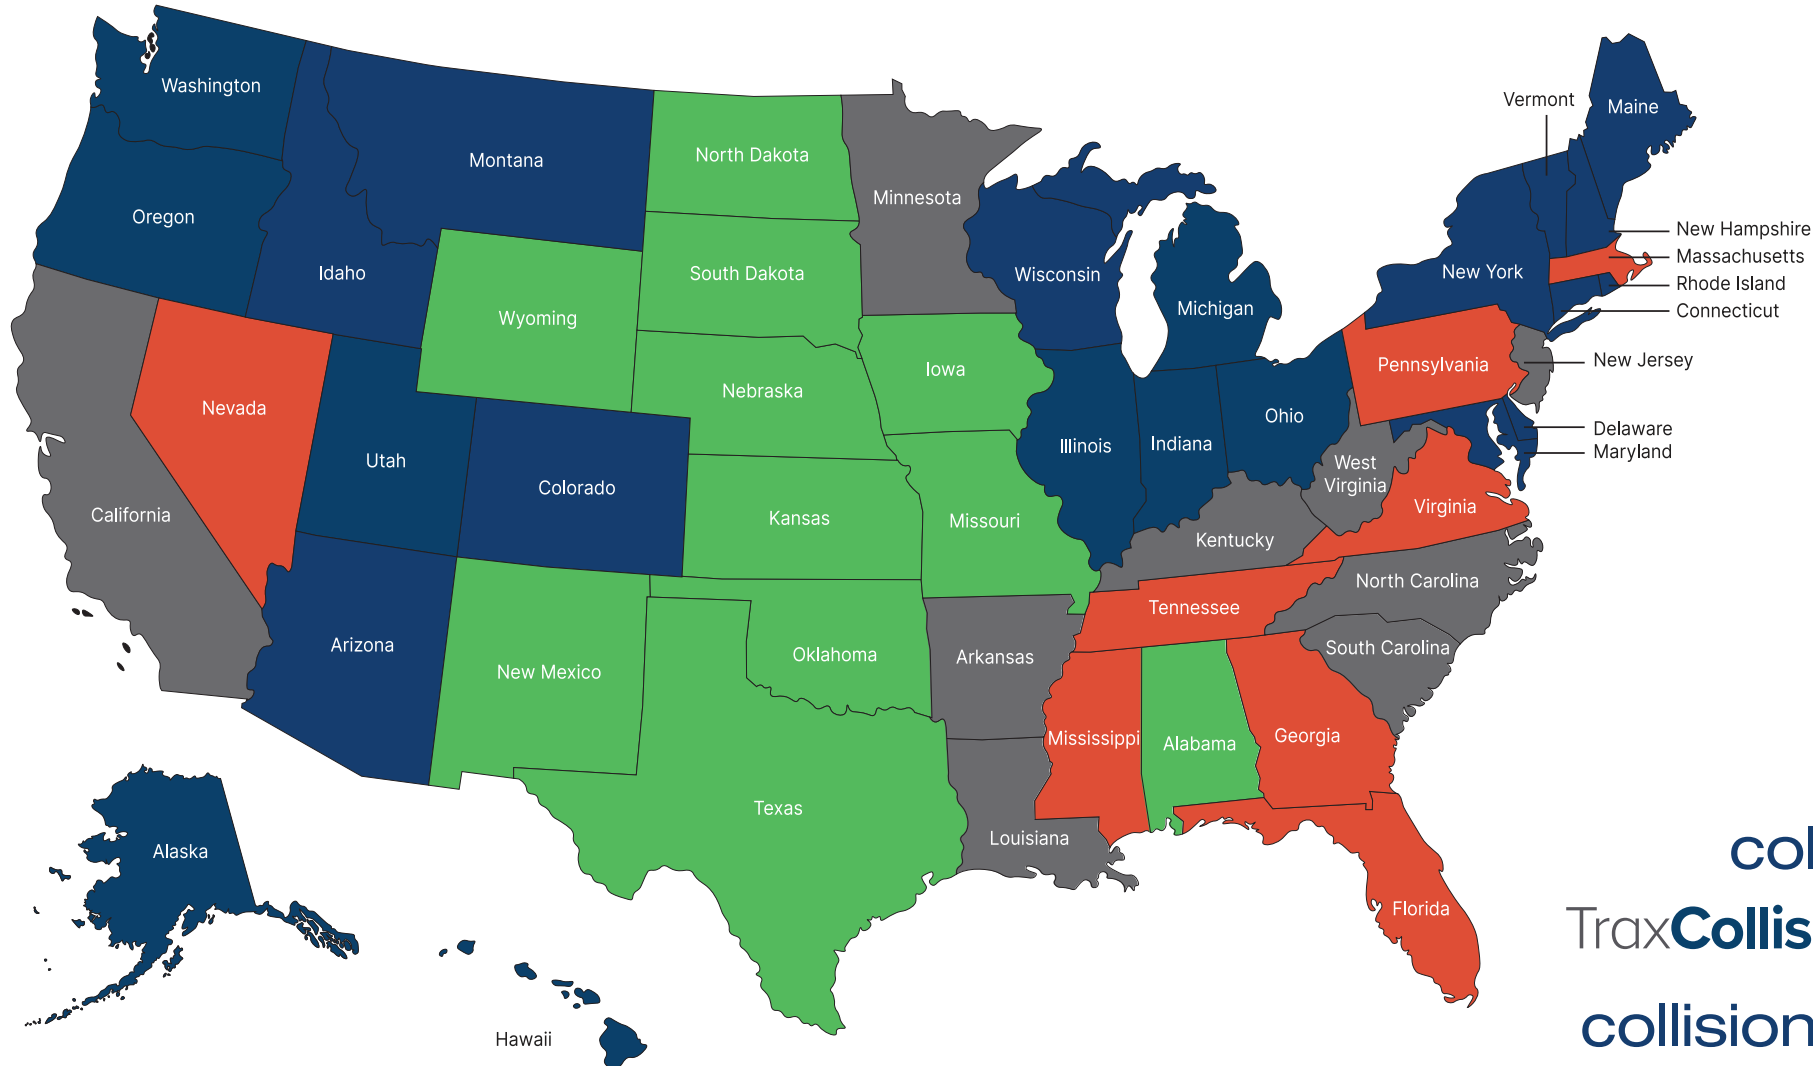 Washington
Oregon
Montana
Idaho
North Dakota
South Dakota
Minnesota
Wyoming
Wisconsin
Michigan
Vermont
Maine
New York
New Hampshire
Massachusetts
Rhode Island
Connecticut
New Jersey
Pennsylvania
Delaware
Maryland
Nevada
Utah
Colorado
California
Nebraska
Iowa
Illinois
Indiana
Ohio
West
Virginia
Virginia
Kansas
Missouri
Kentucky
North Carolina
Tennessee
South Carolina
Arizona
New Mexico
Oklahoma
Arkansas
Mississippi
Alabama
Georgia
Texas
Louisiana
Florida
Alaska
Hawaii
col
TraxCollis
collision